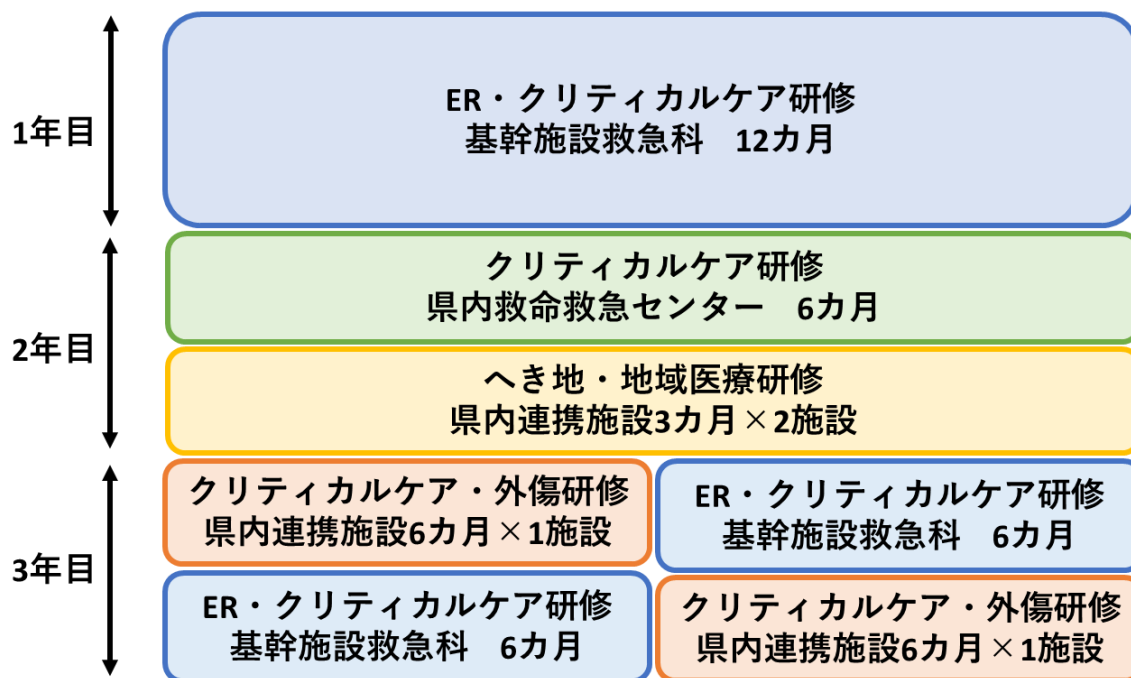 1年目
ER・クリティカルケア研修
基幹施設救急科　12カ月
2年目
クリティカルケア研修
県内救命救急センター　6カ月
へき地・地域医療研修
県内連携施設3カ月×2施設
3年目
クリティカルケア・外傷研修
県内連携施設6カ月×1施設
ER・クリティカルケア研修
基幹施設救急科　6カ月
ER・クリティカルケア研修
基幹施設救急科　6カ月
クリティカルケア・外傷研修
県内連携施設6カ月×1施設